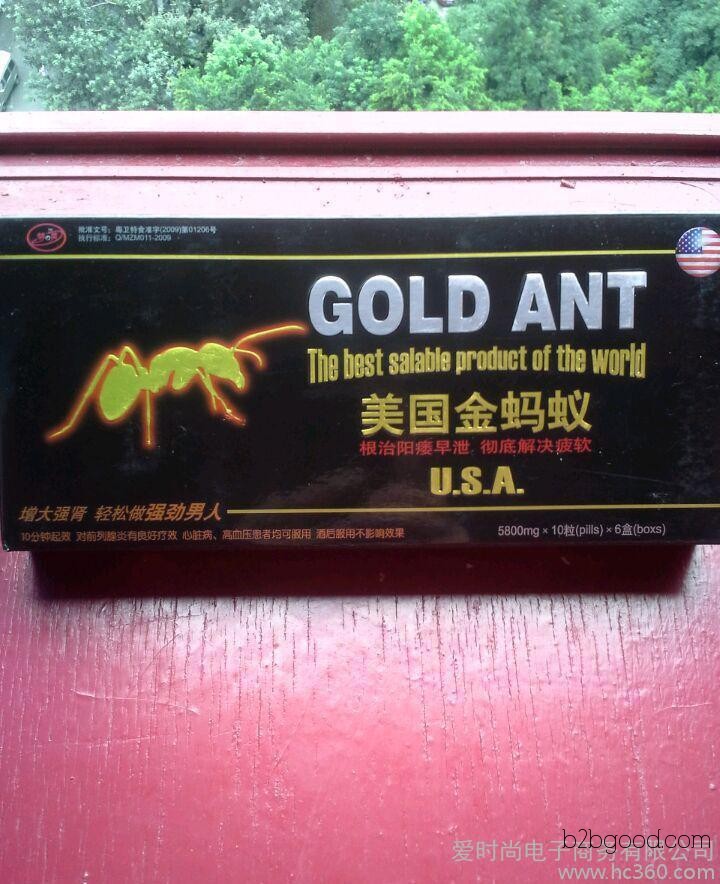 批准文号：粤卫特食准字(2009)第01206号
执行标准：Q/MZM011-2009
GOLD ANT
The best salable product of the world
美国金蚂蚁
根治阳痿早泄 彻底解决疲软
U.S.A.
增大强肾 轻松做强劲男人
10分钟起效 对前列腺炎有良好疗效 心脏病、高血压患者均可服用 酒后服用不影响效果
5800mg × 10粒(pills) × 6盒(boxs)
b2bgood.com
爱时尚电子商务有限公司
www.hc360.com